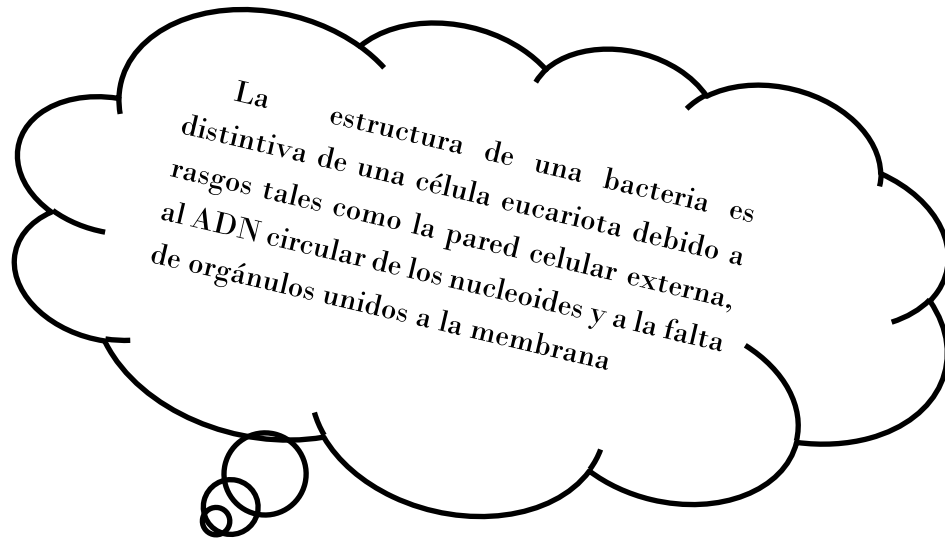 La estructura de una bacteria es
distintiva de una célula eucariota debido a
rasgos tales como la pared celular externa,
al ADN circular de los nucleoides y a la falta
de orgánulos unidos a la membrana